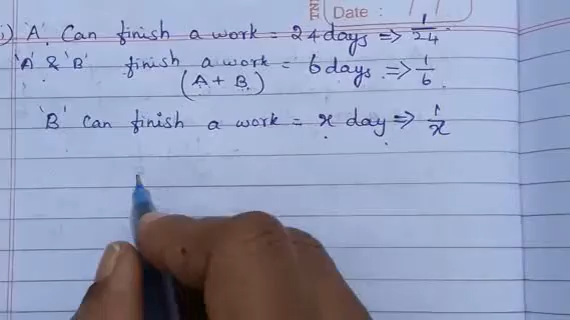 Date :
i) 'A' Can finish a work = 24 days ⇒ 1/24
'A' & 'B' finish a work = 6 days ⇒ 1/6
(A + B)
'B' can finish a work = x day ⇒ 1/x